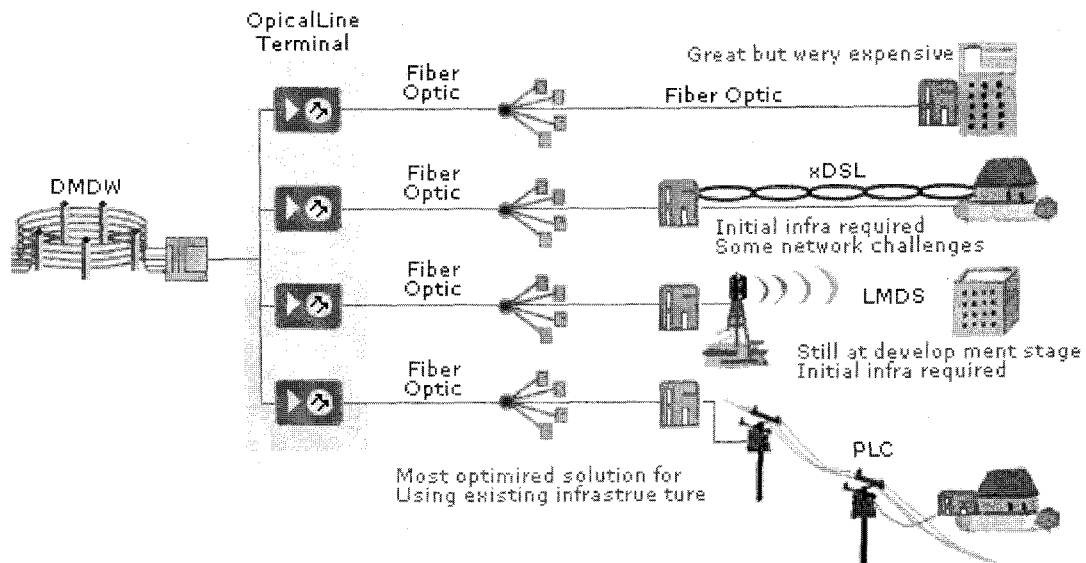 OpicalLine
Terminal
Great but wery expensive
Fiber
Optic
Fiber Optic
DMDW
Fiber
Optic
xDSL
Initial infra required
Some network challenges
Fiber
Optic
LMDS
Still at develop ment stage
Initial infra required
Fiber
Optic
PLC
Most optimired solution for
Using existing infrastrue ture